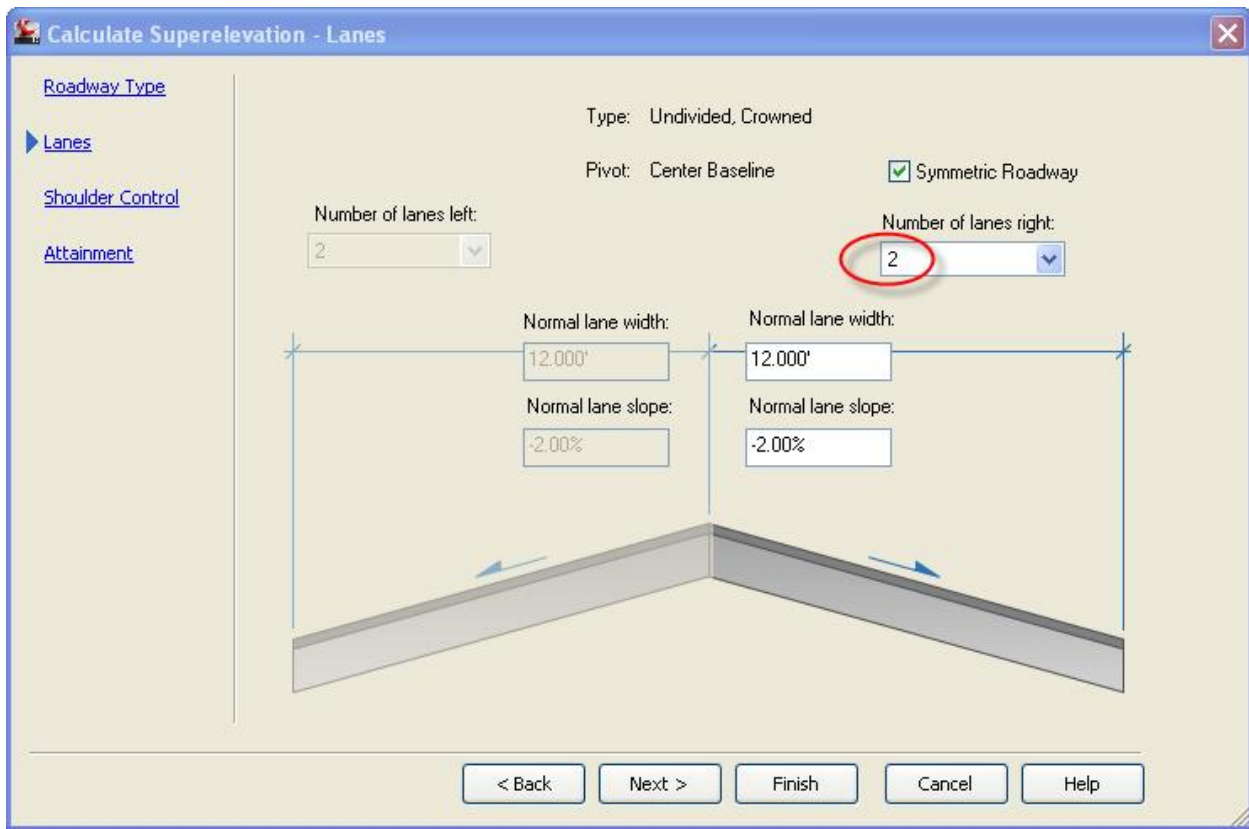 Calculate Superelevation - Lanes
Roadway Type
Lanes
Shoulder Control
Attainment
Type: Undivided, Crowned
Pivot: Center Baseline
Symmetric Roadway
Number of lanes left:
2
Number of lanes right:
2
Normal lane width:
12.000'
Normal lane width:
12.000'
Normal lane slope:
-2.00%
Normal lane slope:
-2.00%
< Back
Next >
Finish
Cancel
Help